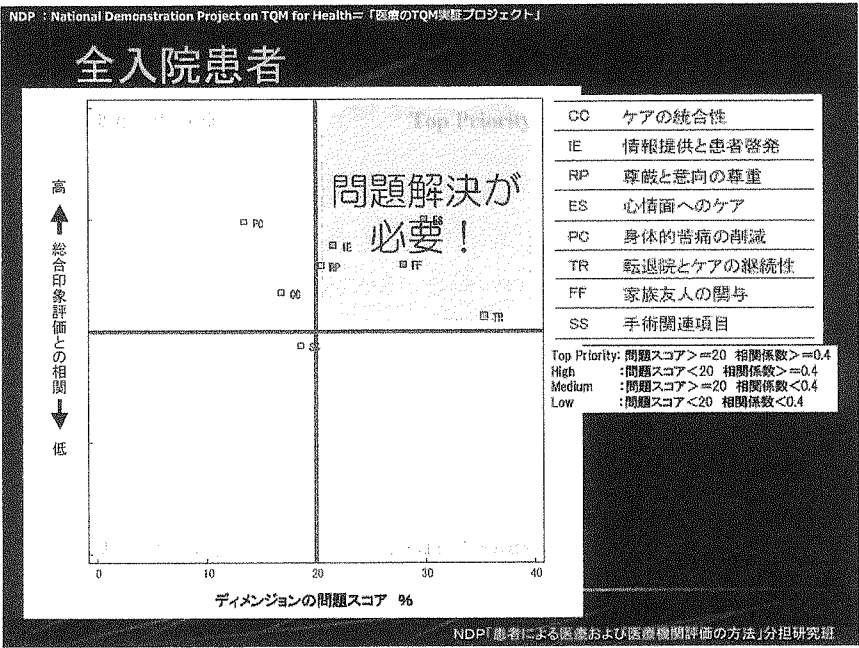 NDP :National Demonstration Project on TQM for Health=「医療のTQM実証プロジェクト」
全入院患者
Top Priority
問題解決が
必要！
高
総合印象評価との相関
低
PC
ES
IE
RP
FF
CC
TR
SS
0 10 20 30 40
ディメンションの問題スコア %
CC ケアの統合性
IE 情報提供と患者啓発
RP 尊厳と意向の尊重
ES 心情面へのケア
PC 身体的苦痛の削減
TR 転退院とケアの継続性
FF 家族友人の関与
SS 手術関連項目
Top Priority:問題スコア>=20 相関係数>=0.4
High :問題スコア<20 相関係数>=0.4
Medium :問題スコア>=20 相関係数<0.4
Low :問題スコア<20 相関係数<0.4
NDP「患者による医療および医療機関評価の方法」分担研究班